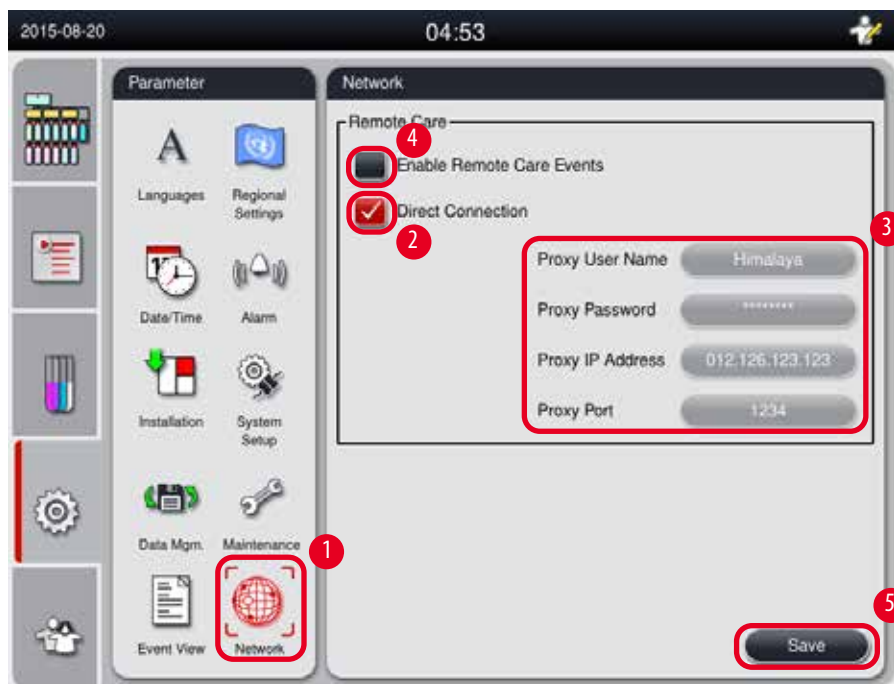 2015-08-20
04:53
Parameter
Languages
Regional
Settings
Date/Time
Alarm
Installation
System
Setup
Data Mgm.
Maintenance
1
Event View
Network
Network
Remote Care
4
Enable Remote Care Events
Direct Connection
2
3
Proxy User Name
Himalaya
Proxy Password
********
Proxy IP Address
012.126.123.123
Proxy Port
1234
5
Save